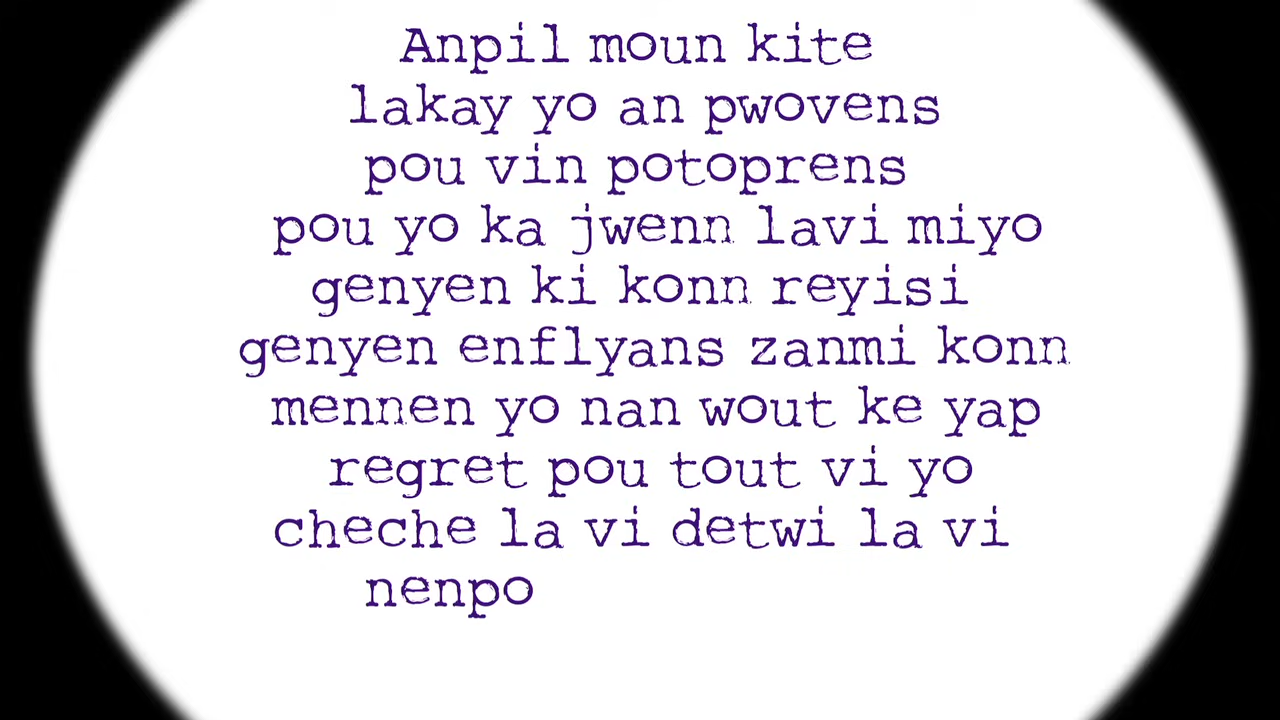 Anpil moun kite
lakay yo an pwovens
pou vin potoprens
pou yo ka jwenn lavi miyo
genyen ki konn reyisi
genyen enflyans zanmi konn
mennen yo nan wout ke yap
regret pou tout vi yo
cheche la vi detwi la vi
nenpo